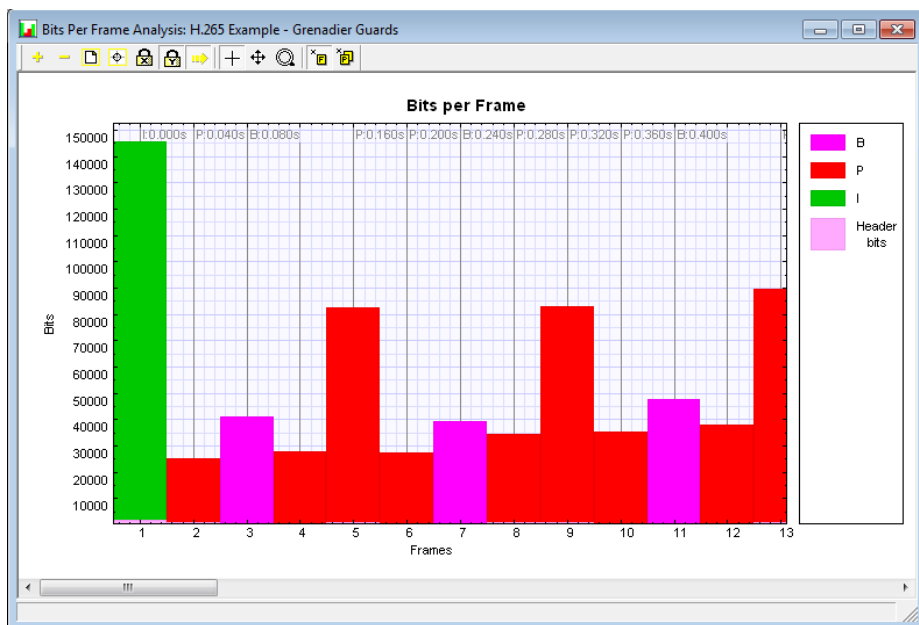 Bits Per Frame Analysis: H.265 Example - Grenadier Guards
Bits per Frame
I:0.000s P:0.040s B:0.080s P:0.160s P:0.200s B:0.240s P:0.280s P:0.320s P:0.360s B:0.400s
150000
140000
130000
120000
110000
100000
90000
80000
70000
60000
50000
40000
30000
20000
10000
Bits
1 2 3 4 5 6 7 8 9 10 11 12 13
Frames
B
P
I
Header
bits